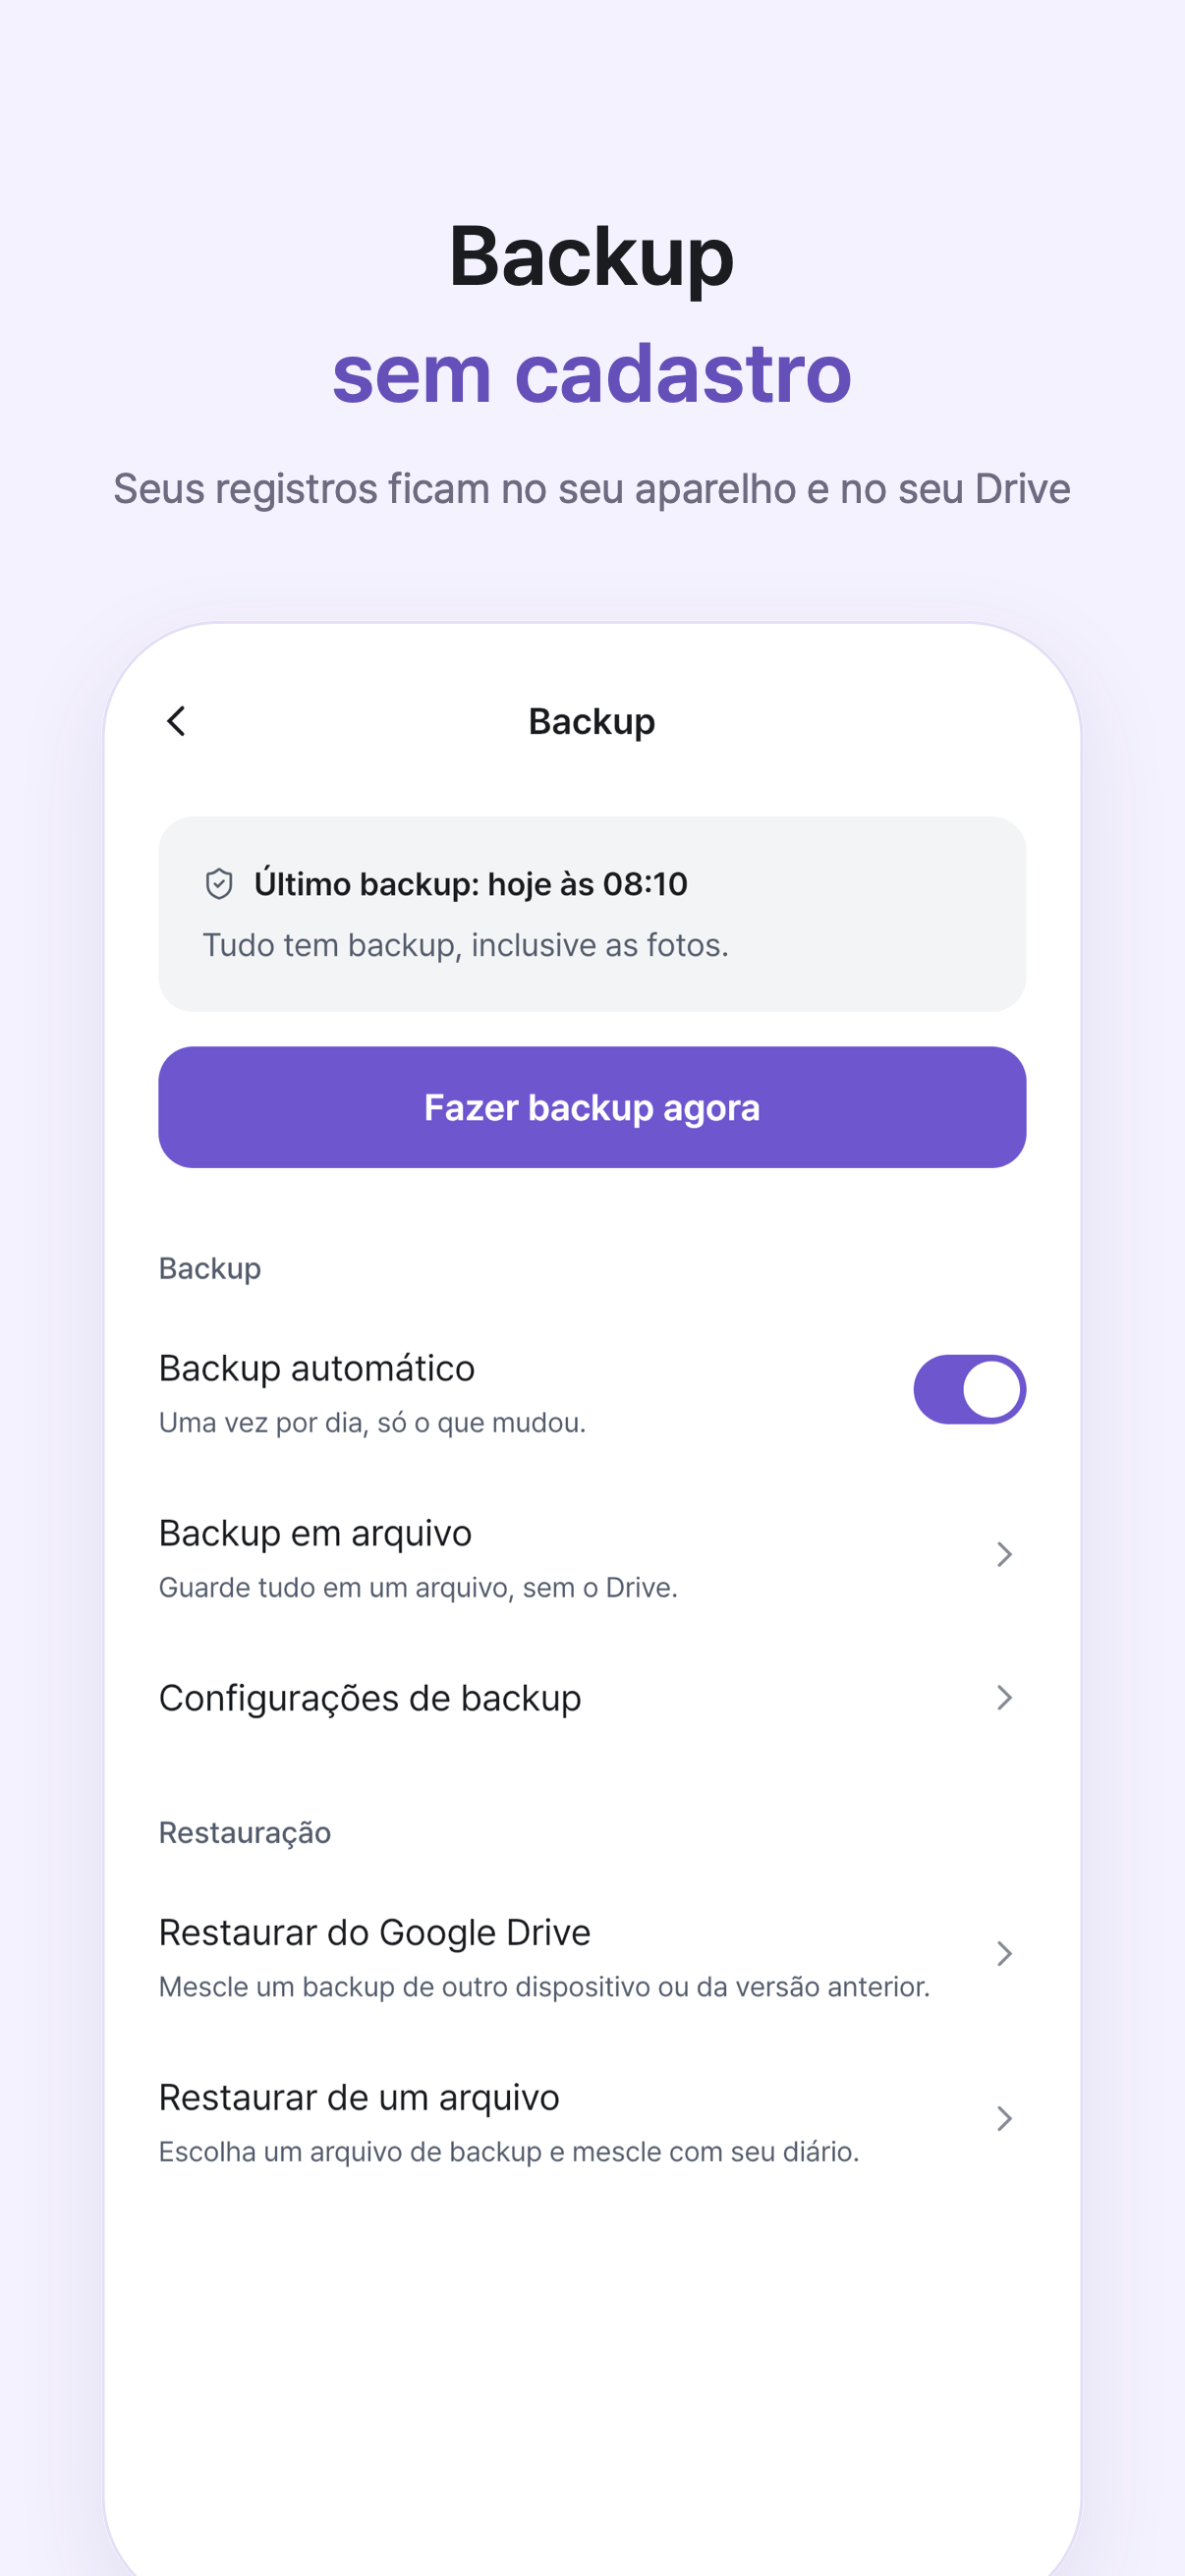 Backup
sem cadastro
Seus registros ficam no seu aparelho e no seu Drive
Backup
Último backup: hoje às 08:10
Tudo tem backup, inclusive as fotos.
Fazer backup agora
Backup
Backup automático
Uma vez por dia, só o que mudou.
Backup em arquivo
Guarde tudo em um arquivo, sem o Drive.
Configurações de backup
Restauração
Restaurar do Google Drive
Mescle um backup de outro dispositivo ou da versão anterior.
Restaurar de um arquivo
Escolha um arquivo de backup e mescle com seu diário.